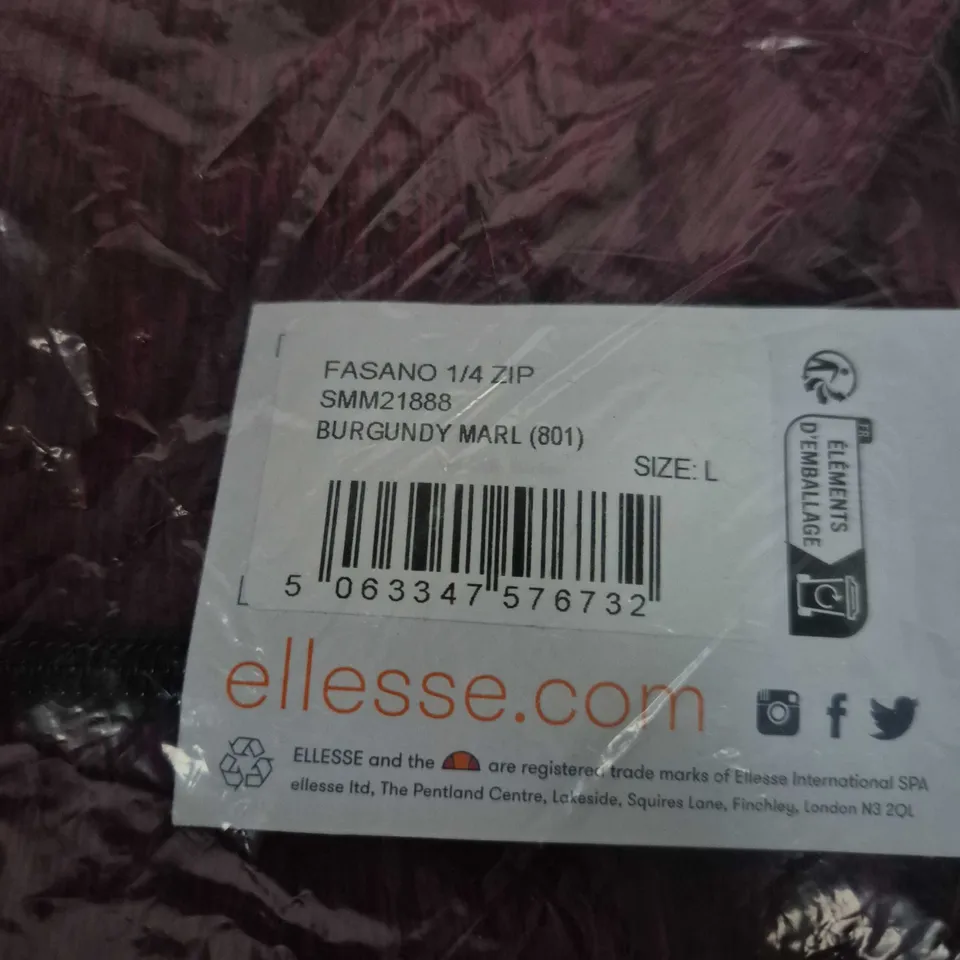 FASANO 1/4 ZIP
SMM21888
BURGUNDY MARL (801)
SIZE: L
5 063347 576732
FR
ÉLÉMENTS
D'EMBALLAGE
ellesse.com
ELLESSE and the are registered trade marks of Ellesse International SPA
ellesse ltd, The Pentland Centre, Lakeside, Squires Lane, Finchley, London N3 2QL